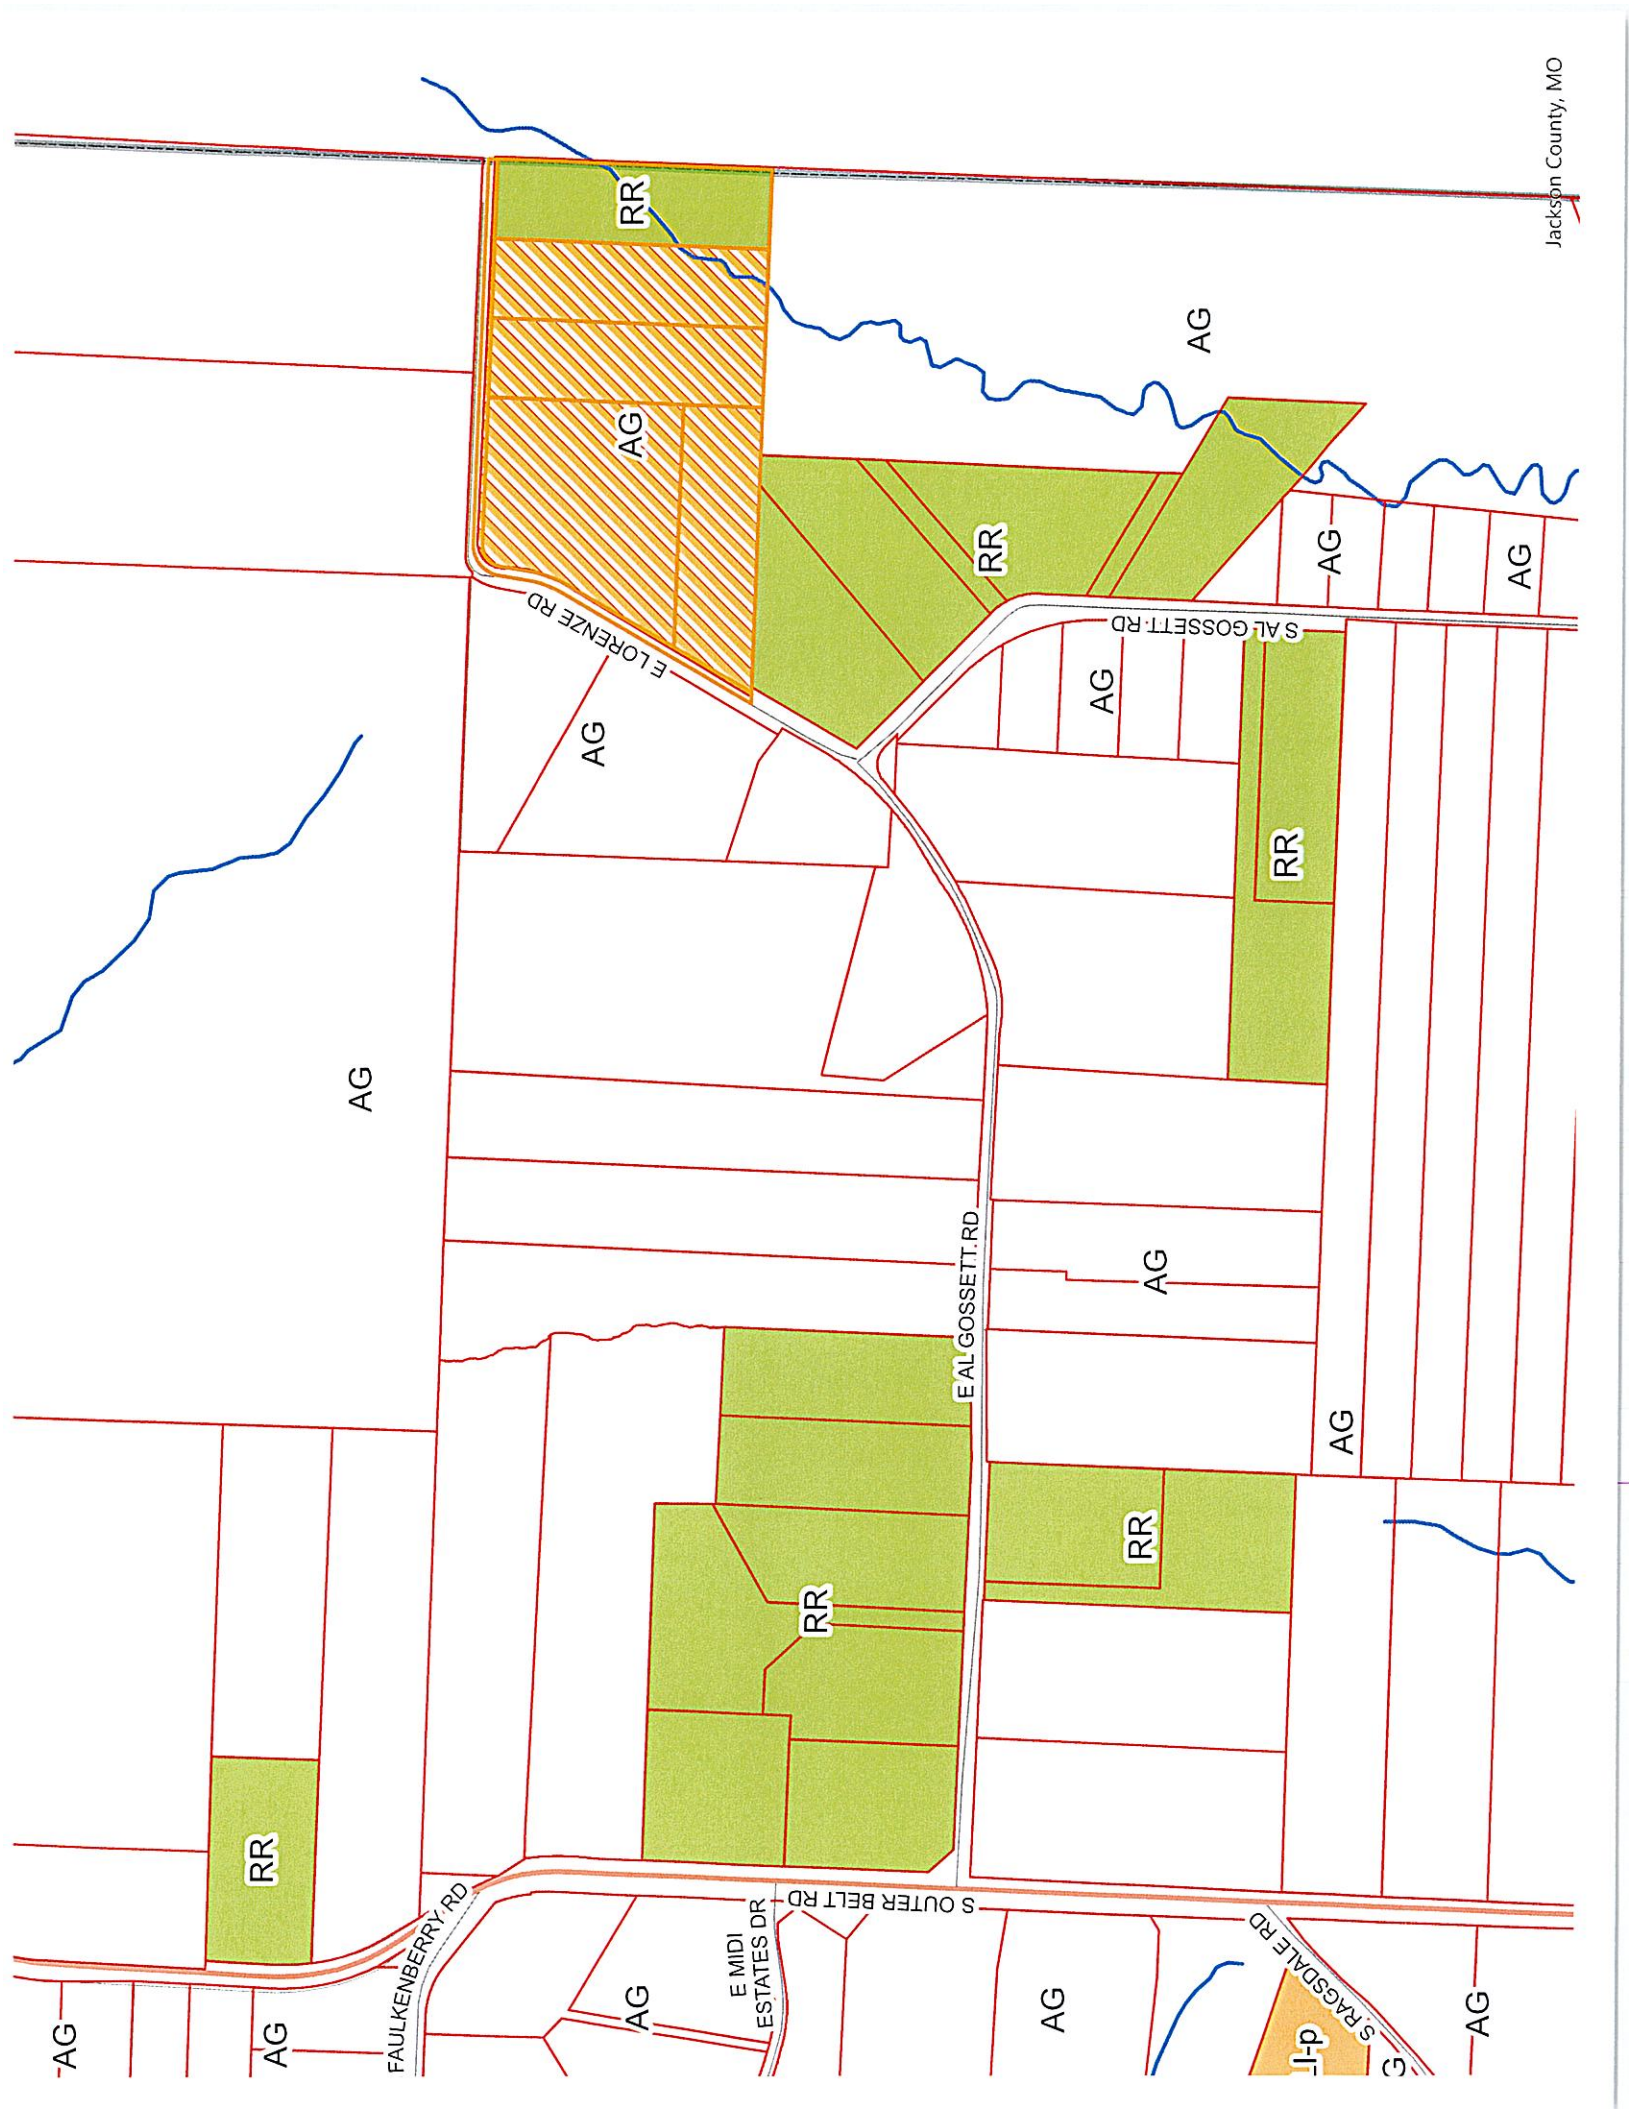 Jackson County, MO
RR
AG
AG
E LORENZE RD
RR
AG
AG
S AL GOSSETT RD
AG
AG
RR
AG
E AL GOSSETT RD
AG
AG
RR
RR
RR
FAULKENBERRY RD
S OUTER BELT RD
E MIDI
ESTATES DR
S RAGSDALE RD
AG
AG
AG
AG
AG
LI-p
G